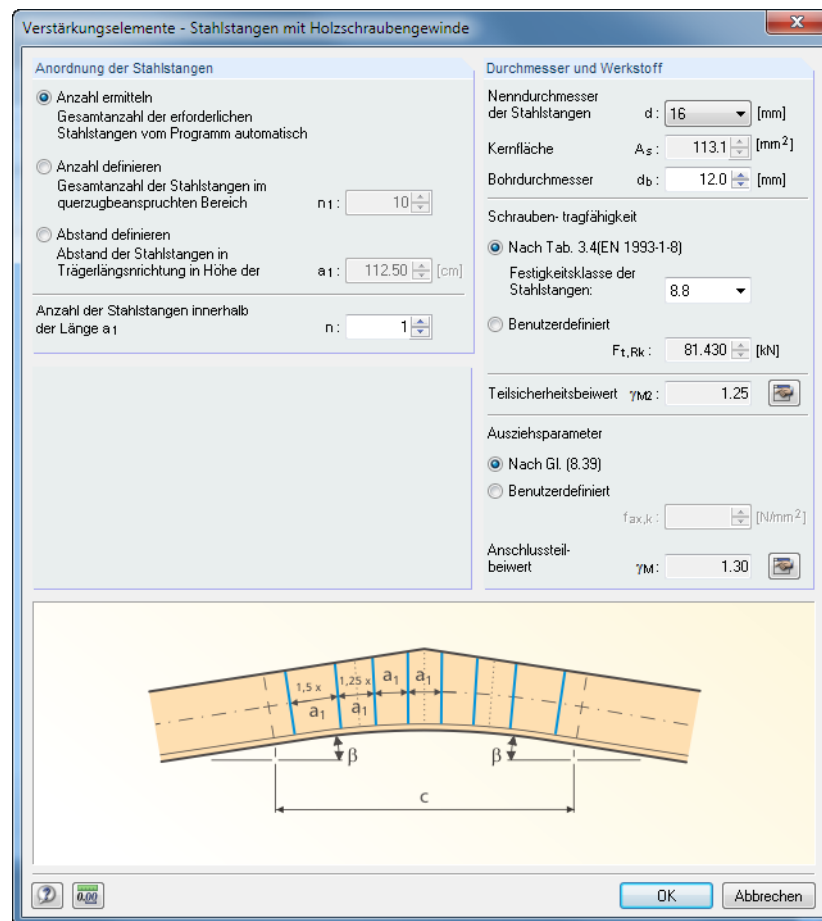 Verstärkungselemente - Stahlstangen mit Holzschraubengewinde
Anordnung der Stahlstangen
Anzahl ermitteln
Gesamtanzahl der erforderlichen
Stahlstangen vom Programm automatisch
Anzahl definieren
Gesamtanzahl der Stahlstangen im
querzugbeanspruchten Bereich n1: 10
Abstand definieren
Abstand der Stahlstangen in
Trägerlängsrichtung in Höhe der a1: 112.50 [cm]
Anzahl der Stahlstangen innerhalb
der Länge a1 n: 1
Durchmesser und Werkstoff
Nenndurchmesser
der Stahlstangen d: 16 [mm]
Kernfläche As: 113.1 [mm²]
Bohrdurchmesser db: 12.0 [mm]
Schrauben- tragfähigkeit
Nach Tab. 3.4(EN 1993-1-8)
Festigkeitsklasse der
Stahlstangen: 8.8
Benutzerdefiniert
Ft,Rk: 81.430 [kN]
Teilsicherheitsbeiwert γM2: 1.25
Ausziehsparameter
Nach Gl. (8.39)
Benutzerdefiniert
fax,k: [N/mm²]
Anschlussteil-
beiwert γM: 1.30
1,5 x 1,25 x a1 a1
a1 a1
β β
c
0.00
OK Abbrechen